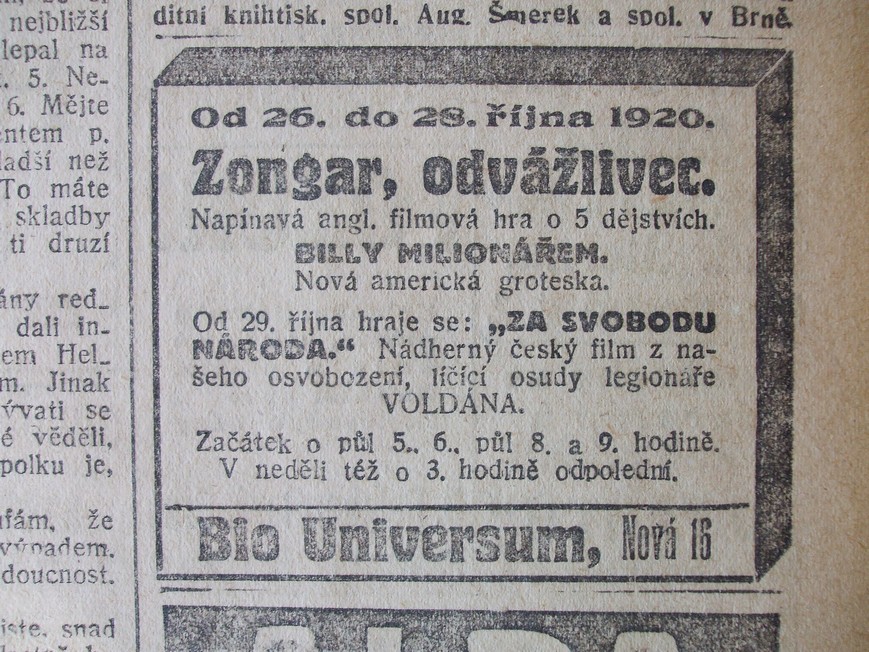 nejbližší
lepal na
5. Ne-
6. Mějte
entem p.
ladší než
To máte
skladby
ti druzí
ány red_
dali in-
em Hel_
m. Jinak
ývati se
é věděli,
polku je,
ufám, že
výpadem.
doucnost.
jste, snad
ditní knihtisk. spol. Aug. Šmerek a spol. v Brně.
Od 26. do 28. října 1920.
Zongar, odvážlivec.
Napínavá angl. filmová hra o 5 dějstvích.
BILLY MILIONÁŘEM.
Nová americká groteska.
Od 29. října hraje se: „ZA SVOBODU
NÁRODA.“ Nádherný český film z na-
šeho osvobození, líčící osudy legionáře
VOLDÁNA.
Začátek o půl 5., 6., půl 8. a 9. hodině.
V neděli též o 3. hodině odpolední.
Bio Universum, Nová 16